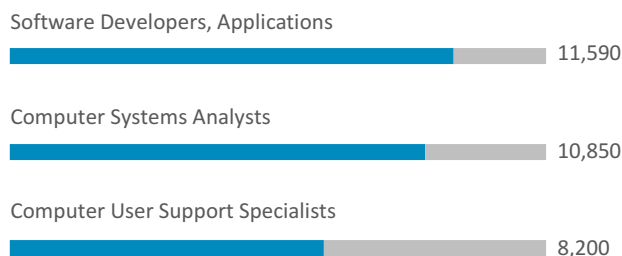 Software Developers, Applications
11,590
Computer Systems Analysts
10,850
Computer User Support Specialists
8,200